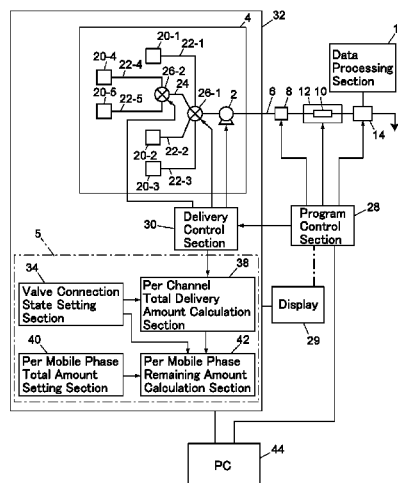 4
32
20-1
22-1
20-4
22-4
26-2
24
26-1
2
20-5
22-5
22-2
20-2
22-3
20-3
6
8
12
10
14
Data
Processing
Section
1
Delivery
Control
Section
30
Program
Control
Section
28
5
34
Valve Connection
State Setting
Section
38
Per Channel
Total Delivery
Amount Calculation
Section
Display
29
40
Per Mobile Phase
Total Amount
Setting Section
42
Per Mobile Phase
Remaining Amount
Calculation Section
PC
44